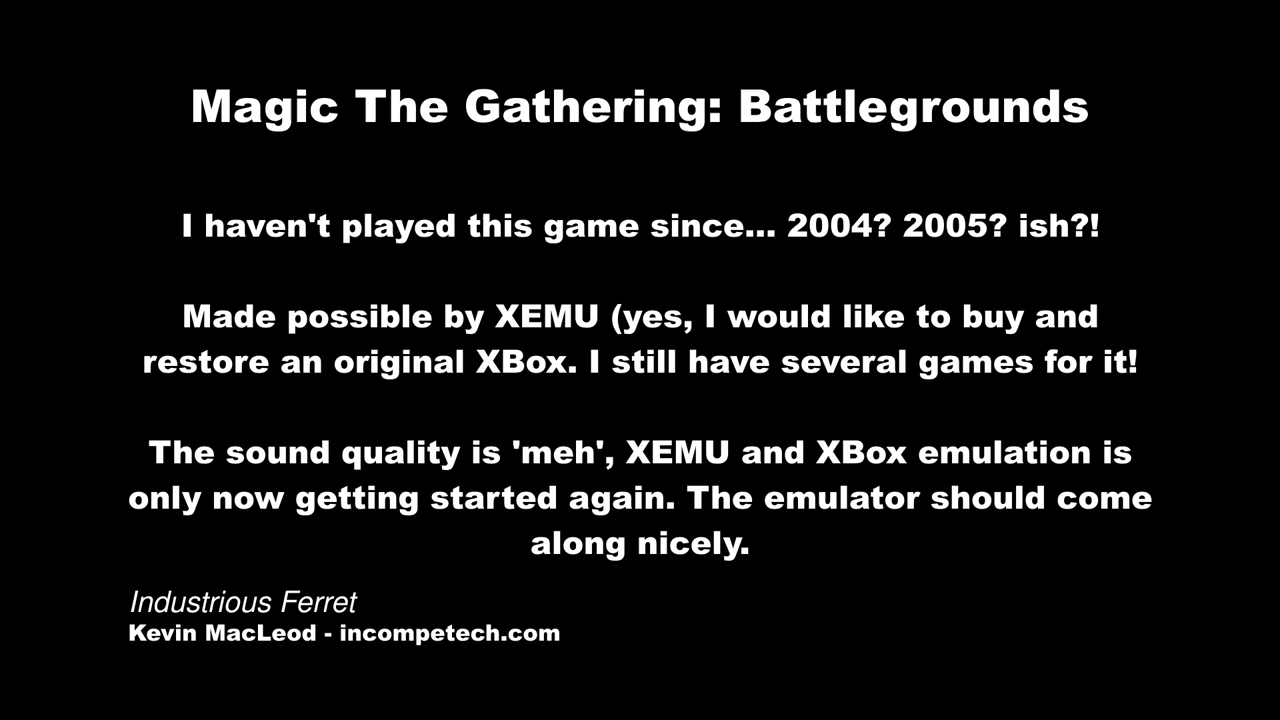 Magic The Gathering: Battlegrounds
I haven't played this game since... 2004? 2005? ish?!
Made possible by XEMU (yes, I would like to buy and
restore an original XBox. I still have several games for it!
The sound quality is 'meh', XEMU and XBox emulation is
only now getting started again. The emulator should come
along nicely.
Industrious Ferret
Kevin MacLeod - incompetech.com